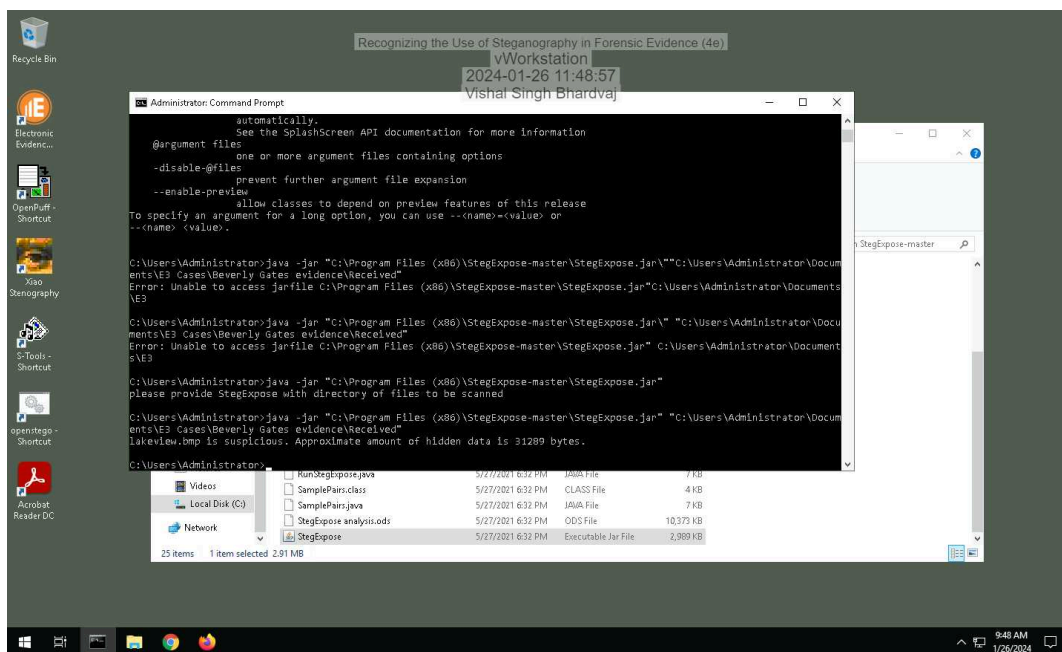 Recycle Bin
Recognizing the Use of Steganography in Forensic Evidence (4e)
vWorkstation
2024-01-26 11:48:57
Vishal Singh Bhardvaj
Electronic
Evidenc...
OpenPuff -
Shortcut
Xiao
Stenography
S-Tools -
Shortcut
openstego -
Shortcut
Acrobat
Reader DC
Administrator: Command Prompt
automatically.
See the SplashScreen API documentation for more information
@argument files
one or more argument files containing options
-disable-@files
prevent further argument file expansion
--enable-preview
allow classes to depend on preview features of this release
To specify an argument for a long option, you can use --<name>=<value> or
--<name> <value>.
C:\Users\Administrator>java -jar "C:\Program Files (x86)\StegExpose-master\StegExpose.jar\""C:\Users\Administrator\Docum
ents\E3 Cases\Beverly Gates evidence\Received"
Error: Unable to access jarfile C:\Program Files (x86)\StegExpose-master\StegExpose.jar"C:\Users\Administrator\Documents
\E3
C:\Users\Administrator>java -jar "C:\Program Files (x86)\StegExpose-master\StegExpose.jar\" "C:\Users\Administrator\Docu
ments\E3 Cases\Beverly Gates evidence\Received"
Error: Unable to access jarfile C:\Program Files (x86)\StegExpose-master\StegExpose.jar" C:\Users\Administrator\Document
s\E3
C:\Users\Administrator>java -jar "C:\Program Files (x86)\StegExpose-master\StegExpose.jar"
please provide StegExpose with directory of files to be scanned
C:\Users\Administrator>java -jar "C:\Program Files (x86)\StegExpose-master\StegExpose.jar" "C:\Users\Administrator\Docum
ents\E3 Cases\Beverly Gates evidence\Received"
lakeview.bmp is suspicious. Approximate amount of hidden data is 31289 bytes.
C:\Users\Administrator>
StegExpose-master
Videos
Local Disk (C:)
Network
RunStegExpose.java 5/27/2021 6:32 PM JAVA File 7 KB
SamplePairs.class 5/27/2021 6:32 PM CLASS File 4 KB
SamplePairs.java 5/27/2021 6:32 PM JAVA File 7 KB
StegExpose analysis.ods 5/27/2021 6:32 PM ODS File 10,373 KB
StegExpose 5/27/2021 6:32 PM Executable Jar File 2,989 KB
25 items 1 item selected 2.91 MB
9:48 AM
1/26/2024